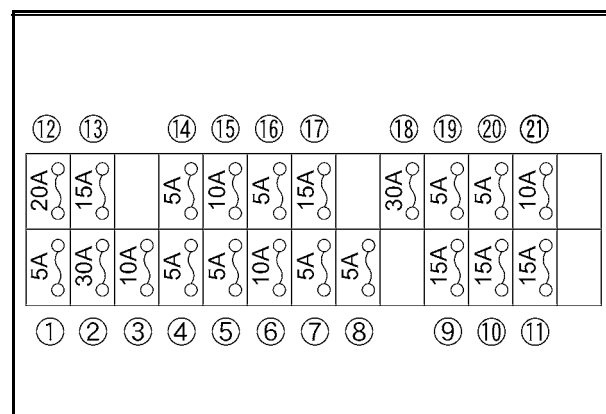 ⑫ ⑬ ⑭ ⑮ ⑯ ⑰ ⑱ ⑲ ⑳ ㉑
20A 15A 5A 10A 5A 15A 30A 5A 5A 10A
5A 30A 10A 5A 5A 10A 5A 5A 15A 15A 15A
① ② ③ ④ ⑤ ⑥ ⑦ ⑧ ⑨ ⑩ ⑪